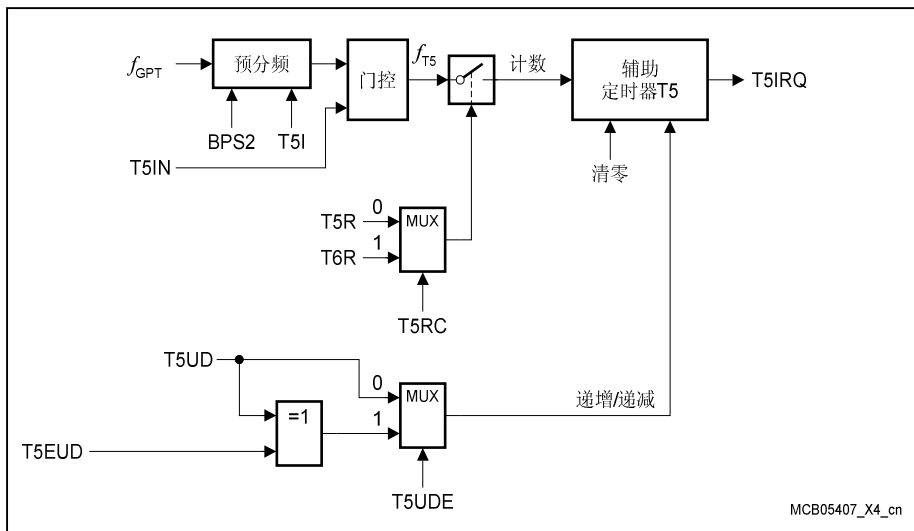 fGPT
预分频
BPS2
T5I
门控
fT5
计数
辅助
定时器T5
T5IRQ
T5IN
清零
T5R
0
T6R
1
MUX
T5RC
T5UD
0
MUX
=1
1
T5EUD
T5UDE
递增/递减
MCB05407_X4_cn